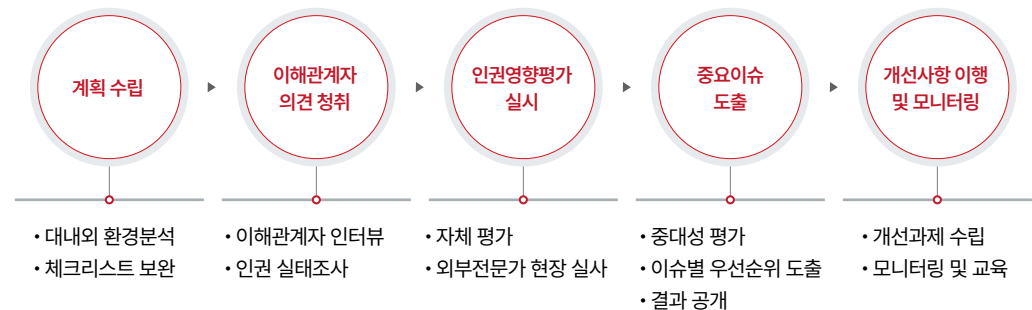 계획 수립
이해관계자
의견 청취
인권영향평가
실시
중요이슈
도출
개선사항 이행
및 모니터링
• 대내외 환경분석
• 체크리스트 보완
• 이해관계자 인터뷰
• 인권 실태조사
• 자체 평가
• 외부전문가 현장 실사
• 중대성 평가
• 이슈별 우선순위 도출
• 결과 공개
• 개선과제 수립
• 모니터링 및 교육